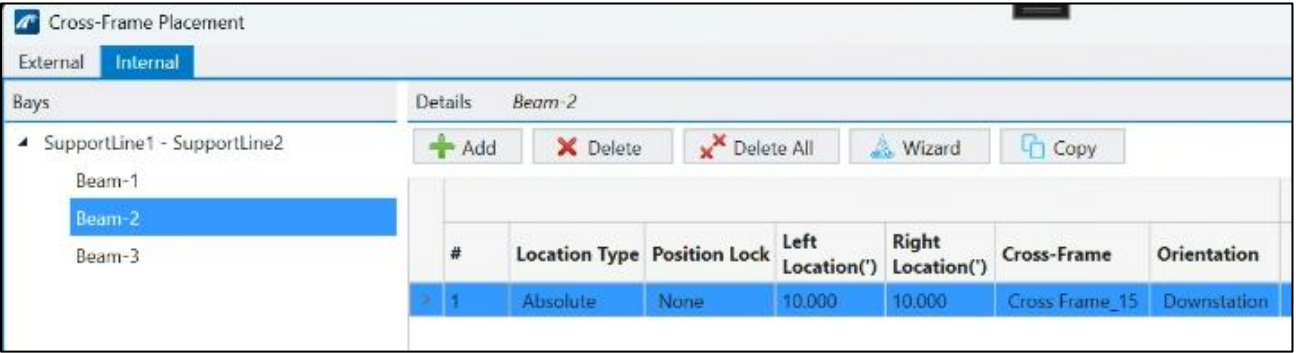 Cross-Frame Placement
External Internal
Bays
Details Beam-2
SupportLine1 - SupportLine2
Add Delete Delete All Wizard Copy
Beam-1
Beam-2
Beam-3
# Location Type Position Lock Left Location(') Right Location(') Cross-Frame Orientation
> 1 Absolute None 10.000 10.000 Cross Frame_15 Downstation